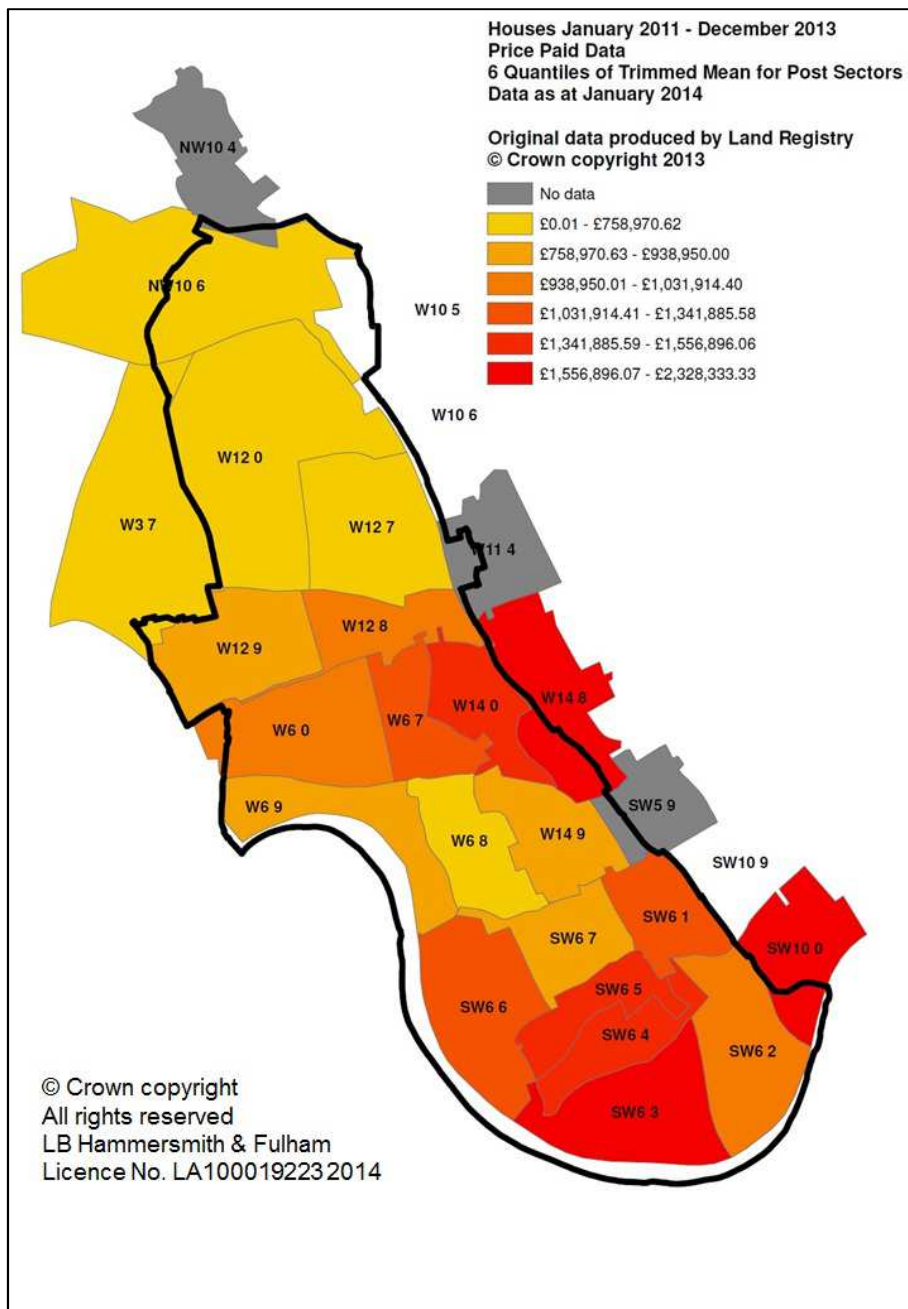 Houses January 2011 - December 2013
Price Paid Data
6 Quantiles of Trimmed Mean for Post Sectors
Data as at January 2014
Original data produced by Land Registry
© Crown copyright 2013
No data
£0.01 - £758,970.62
£758,970.63 - £938,950.00
£938,950.01 - £1,031,914.40
£1,031,914.41 - £1,341,885.58
£1,341,885.59 - £1,556,896.06
£1,556,896.07 - £2,328,333.33
NW10 4
NW10 6
W10 5
W10 6
W12 0
W3 7
W12 7
W11 4
W12 8
W12 9
W14 8
W14 0
W6 7
W6 0
W6 9
SW5 9
W14 9
W6 8
SW10 9
SW6 1
SW6 7
SW10 0
SW6 5
SW6 6
SW6 4
SW6 2
SW6 3
© Crown copyright
All rights reserved
LB Hammersmith & Fulham
Licence No. LA1000192232014